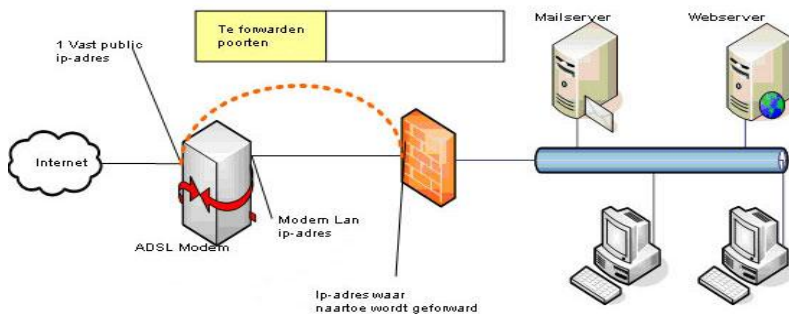 Mailserver
Webserver
Te forwarden
poorten
1 Vast public
ip-adres
Internet
Modem Lan
ip-adres
ADSL Modem
Ip-adres waar
naartoe wordt geforward